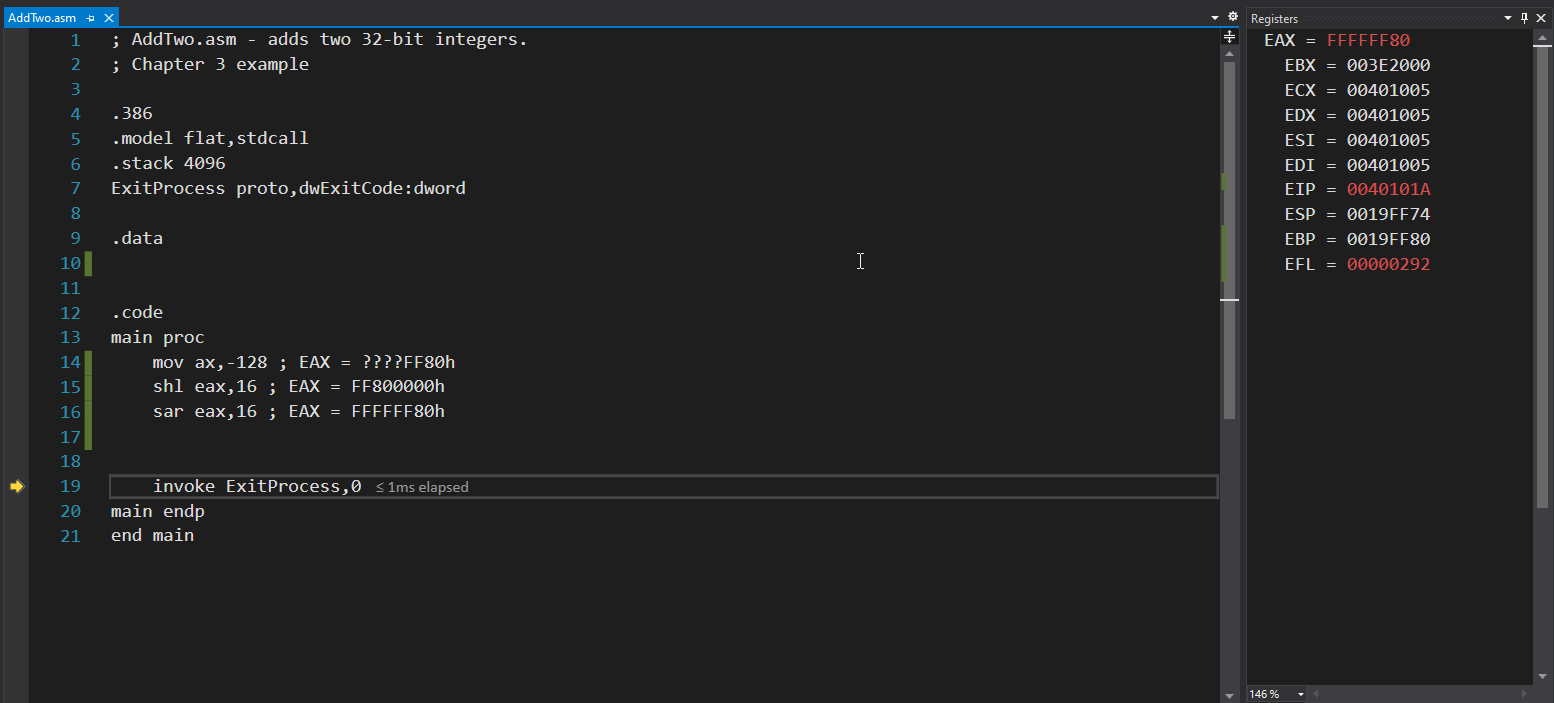 AddTwo.asm
1 ; AddTwo.asm - adds two 32-bit integers.
2 ; Chapter 3 example
3
4 .386
5 .model flat,stdcall
6 .stack 4096
7 ExitProcess proto,dwExitCode:dword
8
9 .data
10
11
12 .code
13 main proc
14 mov ax,-128 ; EAX = ????FF80h
15 shl eax,16 ; EAX = FF800000h
16 sar eax,16 ; EAX = FFFFFF80h
17
18
19 invoke ExitProcess,0 ≤ 1ms elapsed
20 main endp
21 end main
Registers
EAX = FFFFFF80
EBX = 003E2000
ECX = 00401005
EDX = 00401005
ESI = 00401005
EDI = 00401005
EIP = 0040101A
ESP = 0019FF74
EBP = 0019FF80
EFL = 00000292
146 %